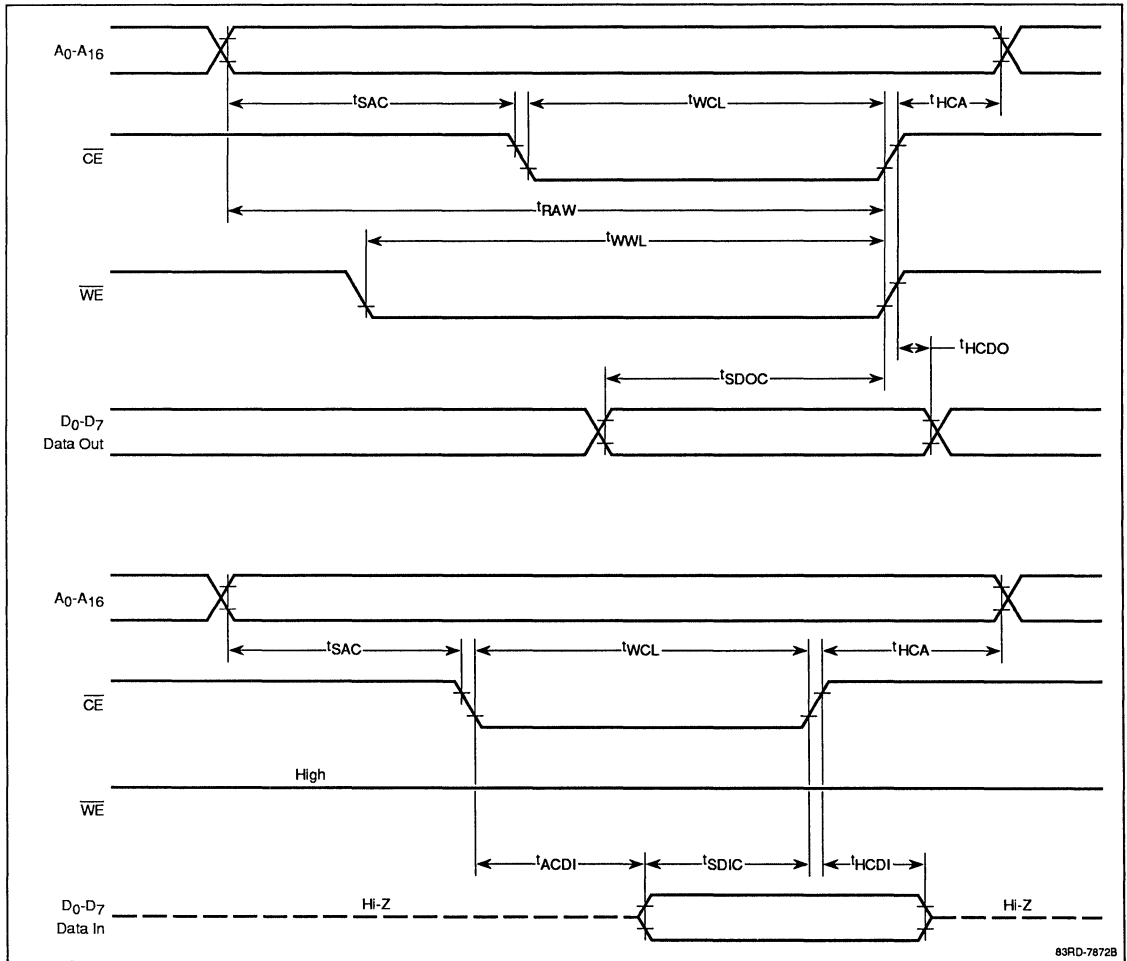 A0-A16
tSAC tWCL tHCA
CE
tRAW
tWWL
WE
tHCDO
tSDOC
D0-D7
Data Out
A0-A16
tSAC tWCL tHCA
CE
High
WE
tACDI tSDIC tHCDI
D0-D7 Hi-Z Hi-Z
Data In
83RD-7872B